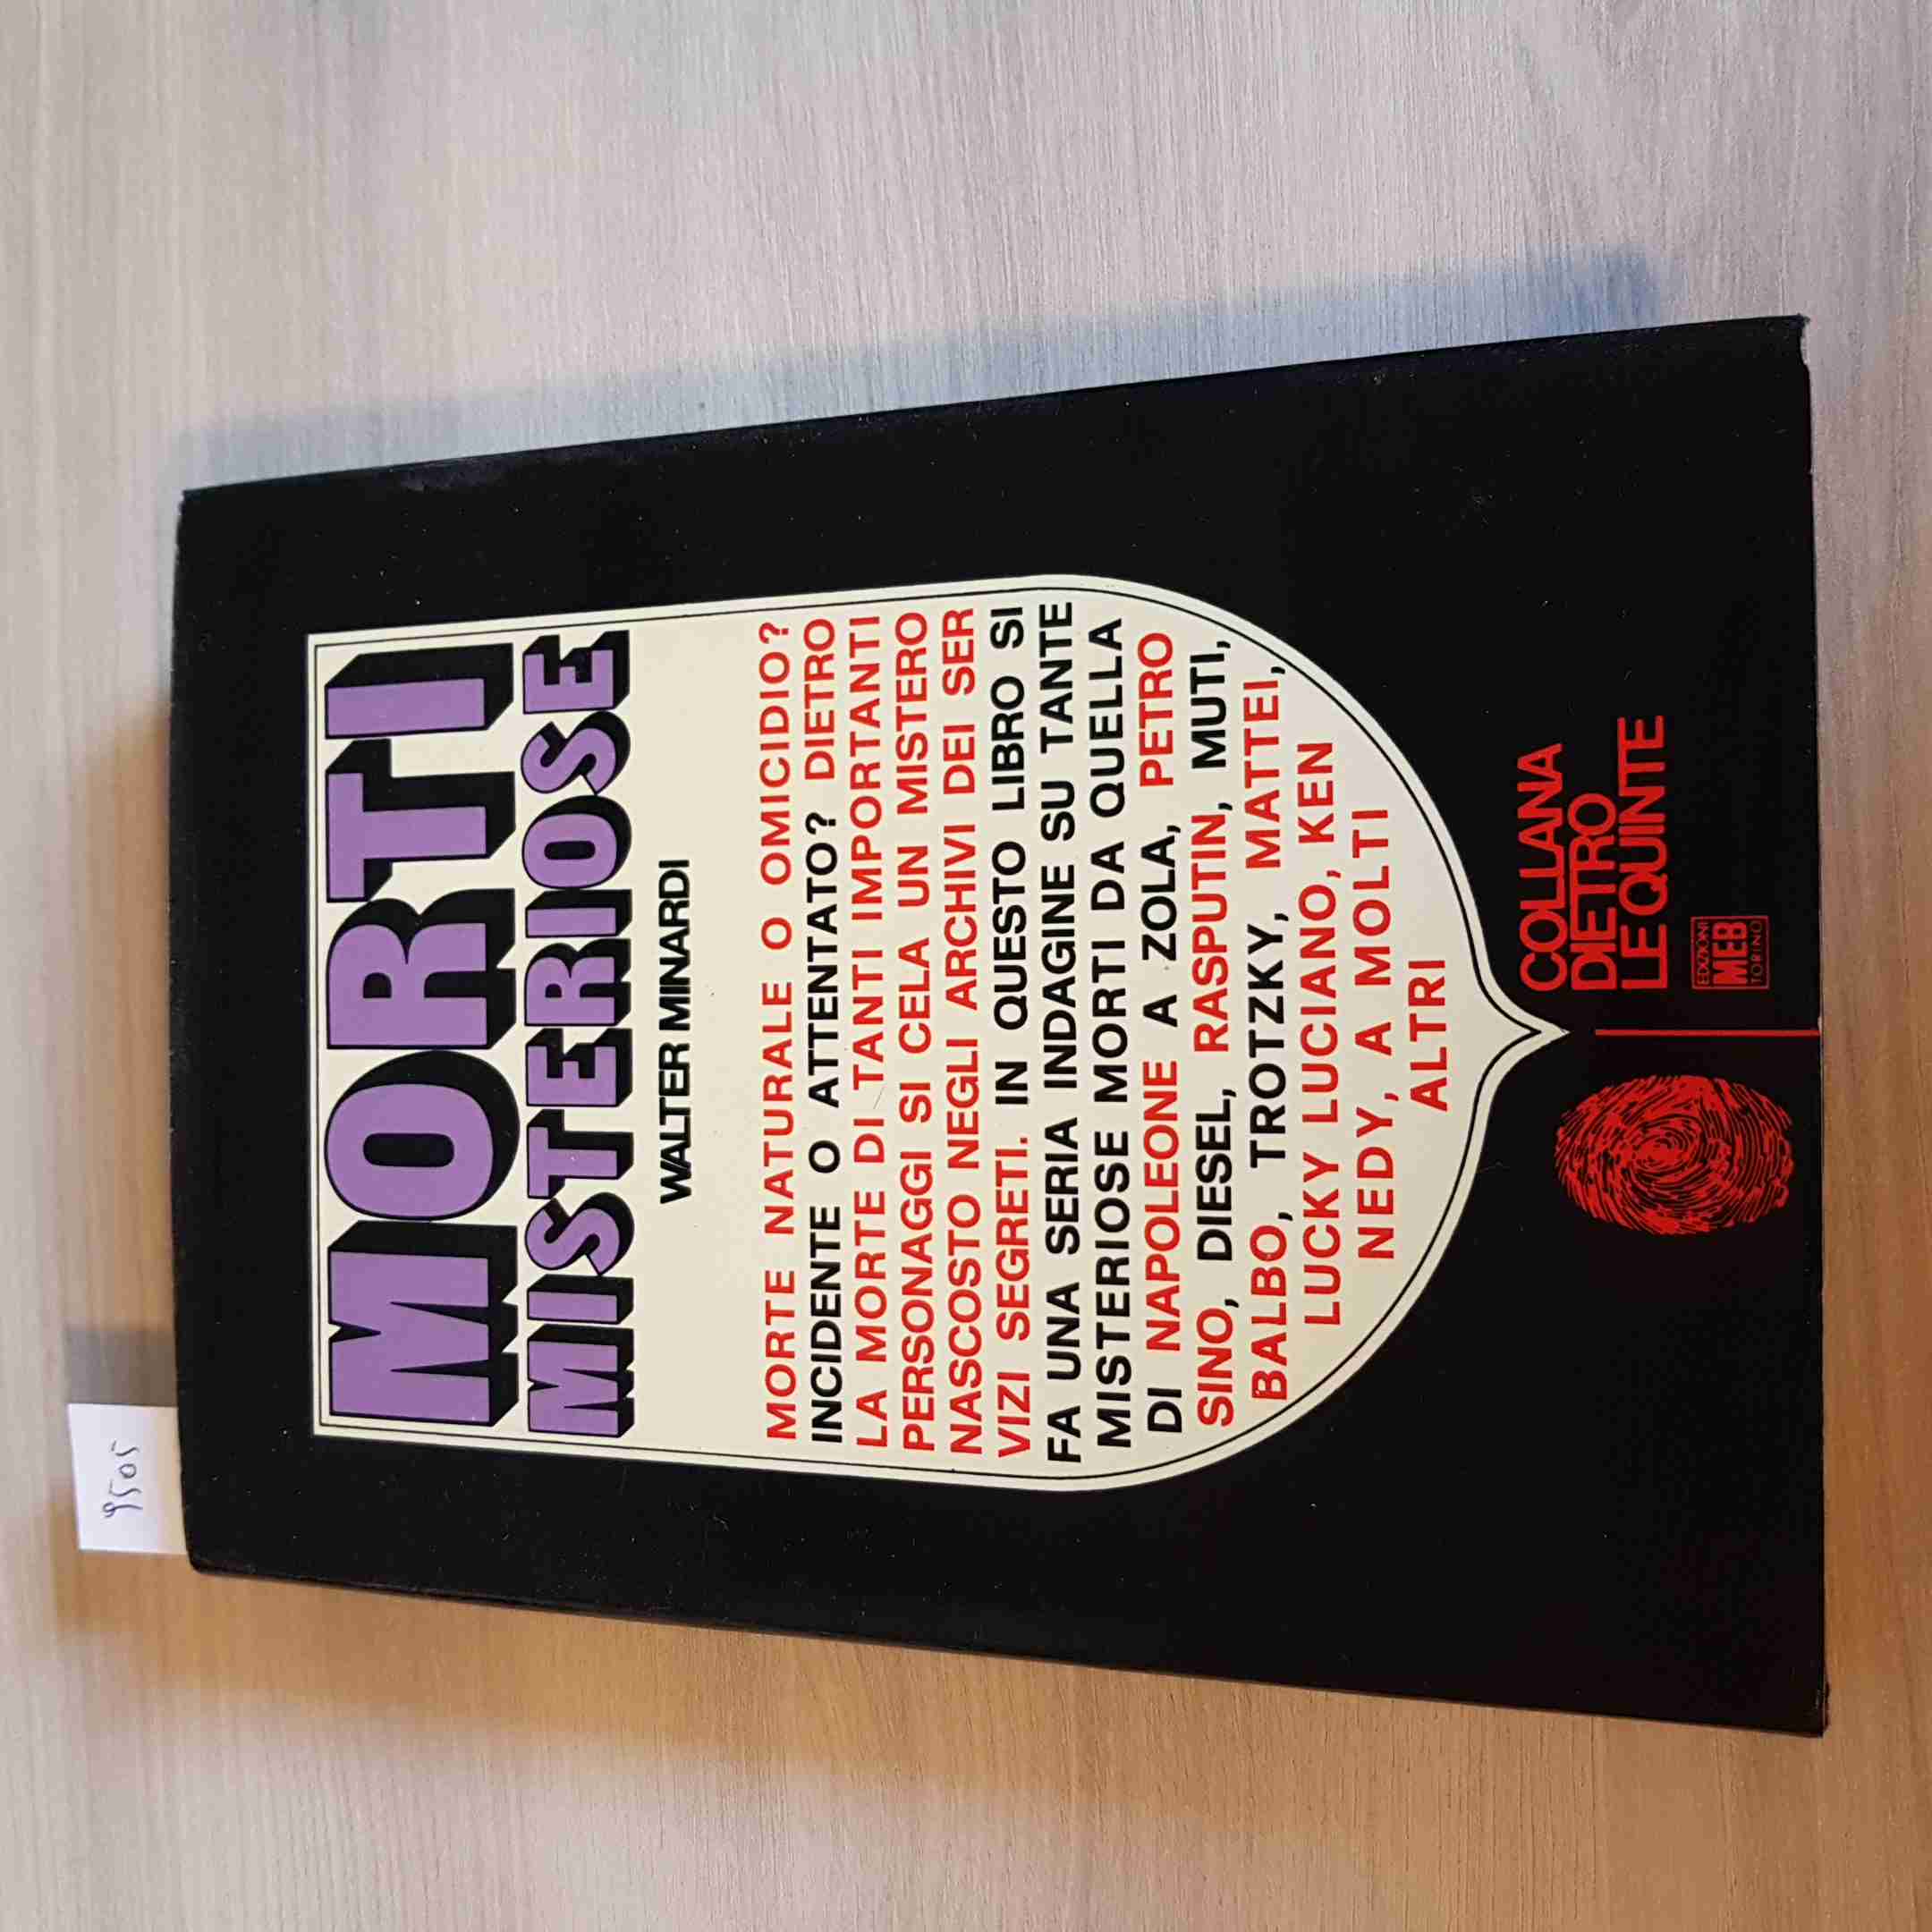 9505
MORTI
MISTERIOSE
WALTER MINARDI
MORTE NATURALE O OMICIDIO?
INCIDENTE O ATTENTATO? DIETRO
LA MORTE DI TANTI IMPORTANTI
PERSONAGGI SI CELA UN MISTERO
NASCOSTO NEGLI ARCHIVI DEI SER
VIZI SEGRETI. IN QUESTO LIBRO SI
FA UNA SERIA INDAGINE SU TANTE
MISTERIOSE MORTI DA QUELLA
DI NAPOLEONE A ZOLA, PETRO
SINO, DIESEL, RASPUTIN, MUTI,
BALBO, TROTZKY, MATTEI,
LUCKY LUCIANO, KEN
NEDY, A MOLTI
ALTRI
COLLANA
DIETRO
LE QUINTE
EDIZIONI
MEB
TORINO